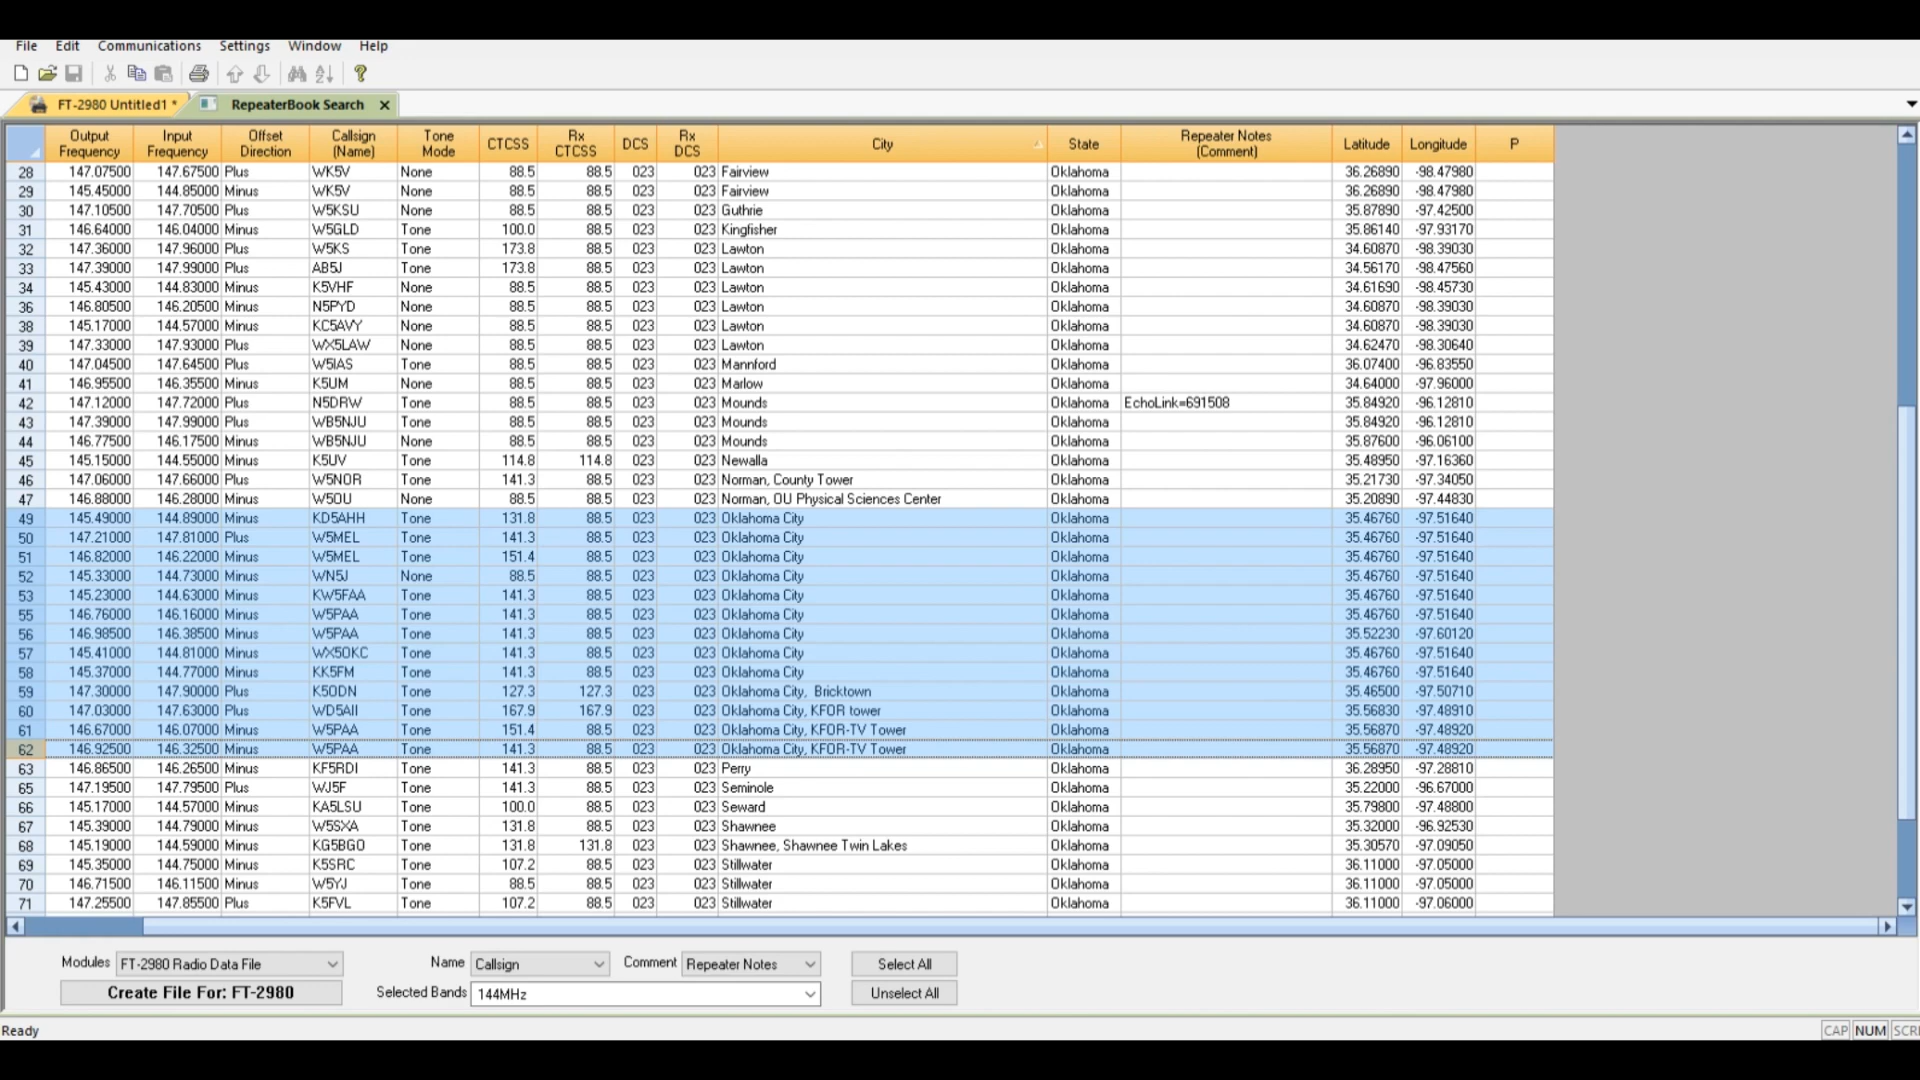 File Edit Communications Settings Window Help
FT-2980 Untitled1 * RepeaterBook Search
Output Frequency Input Frequency Offset Direction Callsign (Name) Tone Mode CTCSS Rx CTCSS DCS Rx DCS City State Repeater Notes (Comment) Latitude Longitude P
28 147.07500 147.67500 Plus WK5V None 88.5 88.5 023 023 Fairview Oklahoma 36.26890 -98.47980
29 145.45000 144.85000 Minus WK5V None 88.5 88.5 023 023 Fairview Oklahoma 36.26890 -98.47980
30 147.10500 147.70500 Plus W5KSU None 88.5 88.5 023 023 Guthrie Oklahoma 35.87890 -97.42500
31 146.64000 146.04000 Minus W5GLD Tone 100.0 88.5 023 023 Kingfisher Oklahoma 35.86140 -97.93170
32 147.36000 147.96000 Plus W5KS Tone 173.8 88.5 023 023 Lawton Oklahoma 34.60870 -98.39030
33 147.39000 147.99000 Plus AB5J Tone 173.8 88.5 023 023 Lawton Oklahoma 34.56170 -98.47560
34 145.43000 144.83000 Minus K5VHF None 88.5 88.5 023 023 Lawton Oklahoma 34.61690 -98.45730
36 146.80500 146.20500 Minus N5PYD None 88.5 88.5 023 023 Lawton Oklahoma 34.60870 -98.39030
38 145.17000 144.57000 Minus KC5AVY None 88.5 88.5 023 023 Lawton Oklahoma 34.60870 -98.39030
39 147.33000 147.93000 Plus WX5LAW None 88.5 88.5 023 023 Lawton Oklahoma 34.62470 -98.30640
40 147.04500 147.64500 Plus W5IAS Tone 88.5 88.5 023 023 Mannford Oklahoma 36.07400 -96.83550
41 146.95500 146.35500 Minus K5UM None 88.5 88.5 023 023 Marlow Oklahoma 34.64000 -97.96000
42 147.12000 147.72000 Plus N5DRW Tone 88.5 88.5 023 023 Mounds Oklahoma EchoLink=691508 35.84920 -96.12810
43 147.39000 147.99000 Plus WB5NJU Tone 88.5 88.5 023 023 Mounds Oklahoma 35.84920 -96.12810
44 146.77500 146.17500 Minus WB5NJU None 88.5 88.5 023 023 Mounds Oklahoma 35.87600 -96.06100
45 145.15000 144.55000 Minus K5UV Tone 114.8 114.8 023 023 Newalla Oklahoma 35.48950 -97.16360
46 147.06000 147.66000 Plus W5NOR Tone 141.3 88.5 023 023 Norman, County Tower Oklahoma 35.21730 -97.34050
47 146.88000 146.28000 Minus W5OU None 88.5 88.5 023 023 Norman, OU Physical Sciences Center Oklahoma 35.20890 -97.44830
49 145.49000 144.89000 Minus KD5AHH Tone 131.8 88.5 023 023 Oklahoma City Oklahoma 35.46760 -97.51640
50 147.21000 147.81000 Plus W5MEL Tone 141.3 88.5 023 023 Oklahoma City Oklahoma 35.46760 -97.51640
51 146.82000 146.22000 Minus W5MEL Tone 151.4 88.5 023 023 Oklahoma City Oklahoma 35.46760 -97.51640
52 145.33000 144.73000 Minus WN5J None 88.5 88.5 023 023 Oklahoma City Oklahoma 35.46760 -97.51640
53 145.23000 144.63000 Minus KW5FAA Tone 141.3 88.5 023 023 Oklahoma City Oklahoma 35.46760 -97.51640
55 146.76000 146.16000 Minus W5PAA Tone 141.3 88.5 023 023 Oklahoma City Oklahoma 35.46760 -97.51640
56 146.98500 146.38500 Minus W5PAA Tone 141.3 88.5 023 023 Oklahoma City Oklahoma 35.52230 -97.60120
57 145.41000 144.81000 Minus WX5OKC Tone 141.3 88.5 023 023 Oklahoma City Oklahoma 35.46760 -97.51640
58 145.37000 144.77000 Minus KK5FM Tone 141.3 88.5 023 023 Oklahoma City Oklahoma 35.46760 -97.51640
59 147.30000 147.90000 Plus K5ODN Tone 127.3 127.3 023 023 Oklahoma City, Bricktown Oklahoma 35.46500 -97.50710
60 147.03000 147.63000 Plus WD5AII Tone 167.9 167.9 023 023 Oklahoma City, KFOR tower Oklahoma 35.56830 -97.48910
61 146.67000 146.07000 Minus W5PAA Tone 151.4 88.5 023 023 Oklahoma City, KFOR-TV Tower Oklahoma 35.56870 -97.48920
62 146.92500 146.32500 Minus W5PAA Tone 141.3 88.5 023 023 Oklahoma City, KFOR-TV Tower Oklahoma 35.56870 -97.48920
63 146.86500 146.26500 Minus KF5RDI Tone 141.3 88.5 023 023 Perry Oklahoma 36.28950 -97.28810
65 147.19500 147.79500 Plus WJ5F Tone 141.3 88.5 023 023 Seminole Oklahoma 35.22000 -96.67000
66 145.17000 144.57000 Minus KA5LSU Tone 100.0 88.5 023 023 Seward Oklahoma 35.79800 -97.48800
67 145.39000 144.79000 Minus W5SXA Tone 131.8 88.5 023 023 Shawnee Oklahoma 35.32000 -96.92530
68 145.19000 144.59000 Minus KG5BGO Tone 131.8 131.8 023 023 Shawnee, Shawnee Twin Lakes Oklahoma 35.30570 -97.09050
69 145.35000 144.75000 Minus K5SRC Tone 107.2 88.5 023 023 Stillwater Oklahoma 36.11000 -97.05000
70 146.71500 146.11500 Minus W5YJ Tone 88.5 88.5 023 023 Stillwater Oklahoma 36.11000 -97.05000
71 147.25500 147.85500 Plus K5FVL Tone 107.2 88.5 023 023 Stillwater Oklahoma 36.11000 -97.06000
Modules FT-2980 Radio Data File Name Callsign Comment Repeater Notes Select All
Create File For: FT-2980 Selected Bands 144MHz Unselect All
Ready CAP NUM SCR